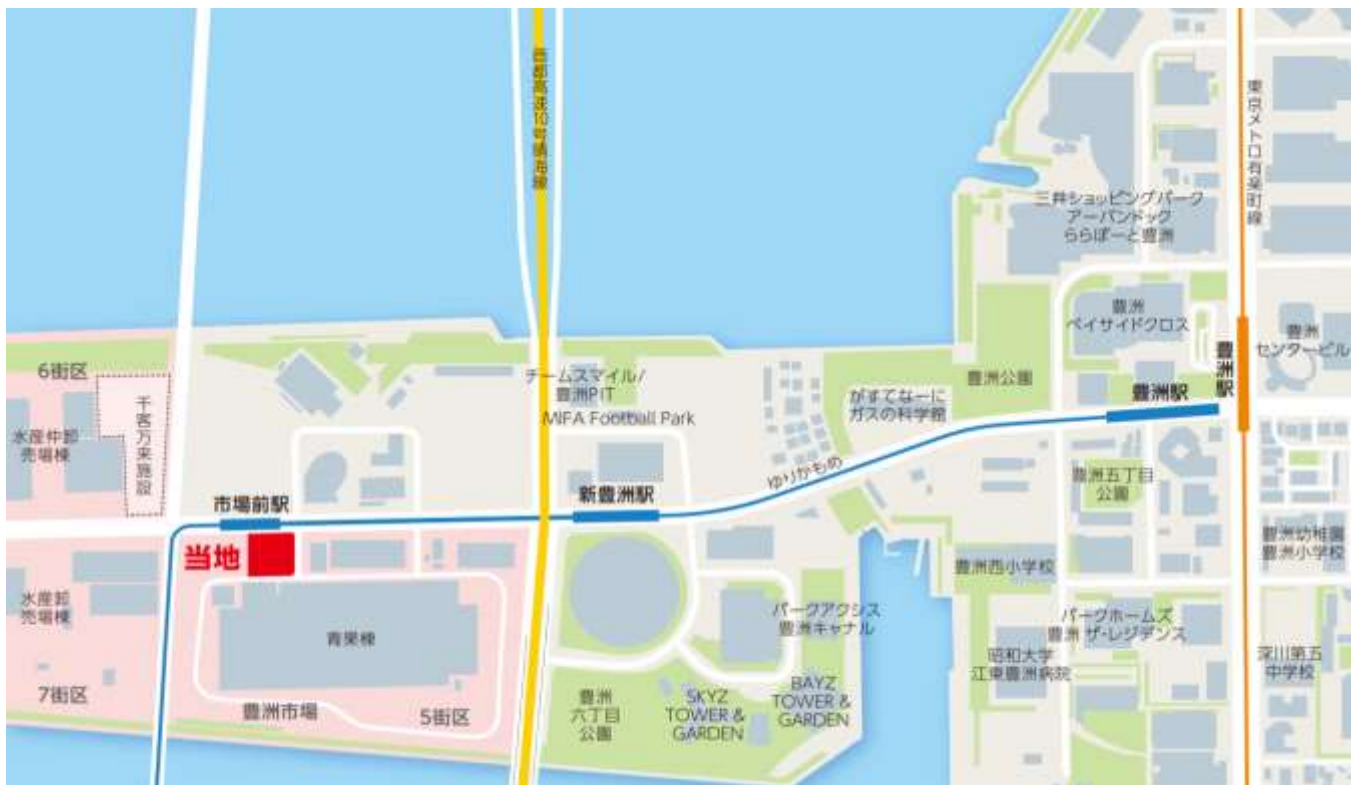 首都高速10号晴海線
東京メトロ有楽町線
三井ショッピングパーク
アーバンドック
ららぽーと豊洲
豊洲
ベイサイドクロス
豊洲
センタービル
豊洲駅
豊洲駅
6街区
千客万来施設
水産仲卸
売場棟
チームスマイル/
豊洲PIT
MIFA Football Park
がすてなーに
ガスの科学館
豊洲公園
ゆりかもめ
市場前駅
新豊洲駅
豊洲五丁目
公園
当地
豊洲幼稚園
豊洲小学校
豊洲西小学校
水産卸
売場棟
青果棟
パークアクシス
豊洲キャナル
パークホームズ
豊洲 ザ・レジデンス
昭和大学
江東豊洲病院
深川第五
中学校
7街区
豊洲市場
5街区
豊洲
六丁目
公園
SKYZ
TOWER &
GARDEN
BAYZ
TOWER &
GARDEN